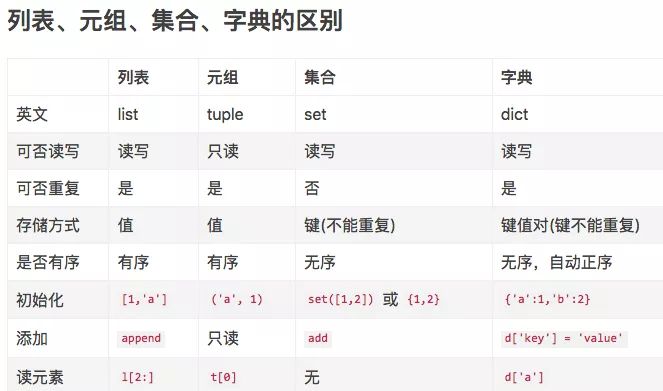 列表、元组、集合、字典的区别
列表 元组 集合 字典
英文 list tuple set dict
可否读写 读写 只读 读写 读写
可否重复 是 是 否 是
存储方式 值 值 键(不能重复) 键值对(键不能重复)
是否有序 有序 有序 无序 无序，自动正序
初始化 [1,'a'] ('a', 1) set([1,2]) 或 {1,2} {'a':1,'b':2}
添加 append 只读 add d['key'] = 'value'
读元素 l[2:] t[0] 无 d['a']